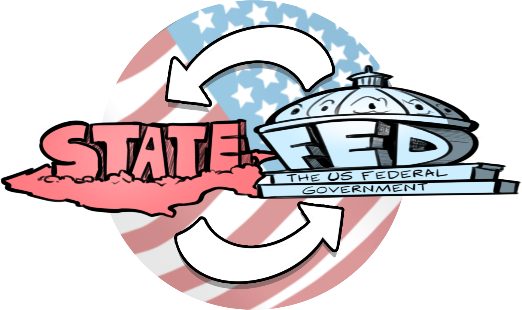 STATE
FED
THE US FEDERAL
GOVERNMENT